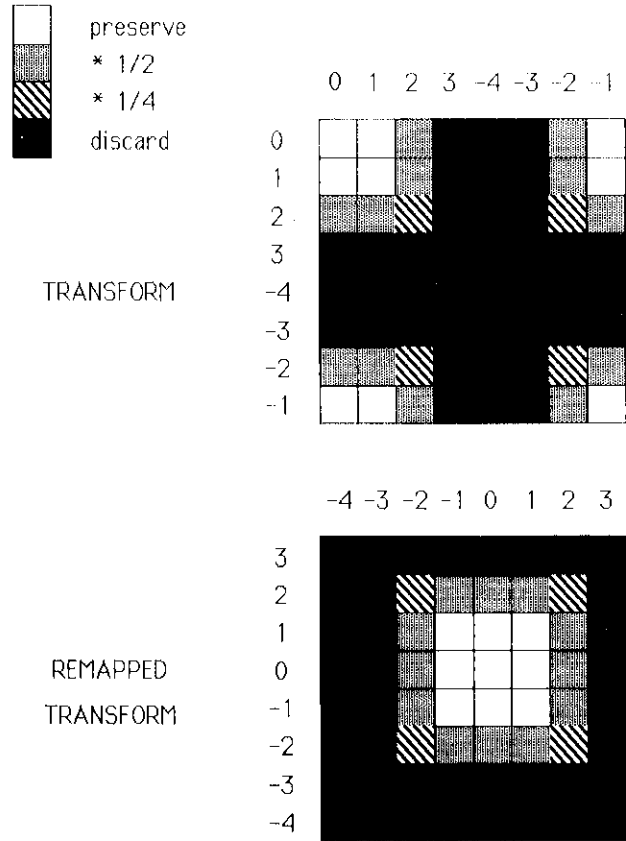 preserve
* 1/2
* 1/4
discard
0 1 2 3 -4 -3 -2 -1
0
1
2
3
TRANSFORM -4
-3
-2
-1
-4 -3 -2 -1 0 1 2 3
3
2
1
REMAPPED 0
TRANSFORM -1
-2
-3
-4